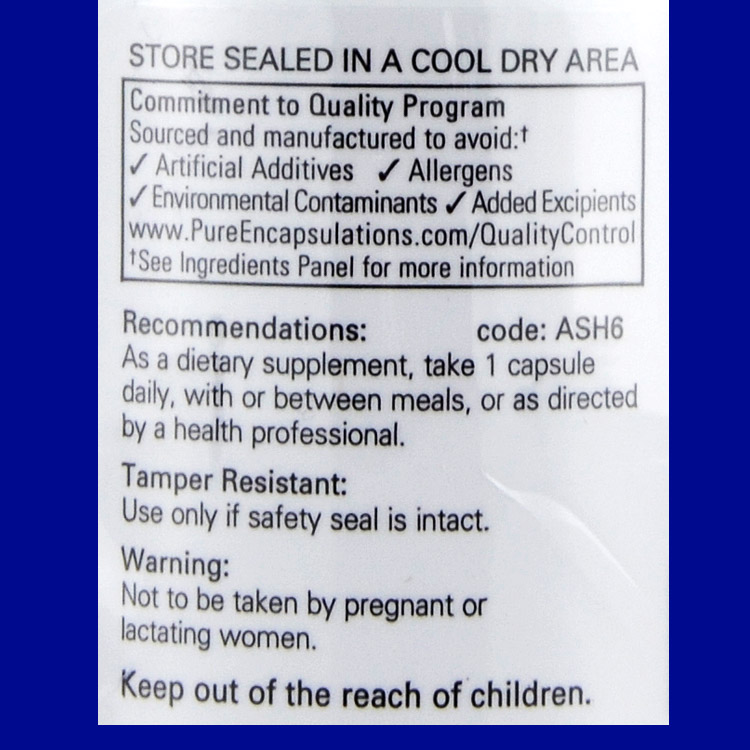 STORE SEALED IN A COOL DRY AREA
Commitment to Quality Program
Sourced and manufactured to avoid:†
✓ Artificial Additives ✓ Allergens
✓ Environmental Contaminants ✓ Added Excipients
www.PureEncapsulations.com/QualityControl
†See Ingredients Panel for more information
Recommendations: code: ASH6
As a dietary supplement, take 1 capsule
daily, with or between meals, or as directed
by a health professional.
Tamper Resistant:
Use only if safety seal is intact.
Warning:
Not to be taken by pregnant or
lactating women.
Keep out of the reach of children.